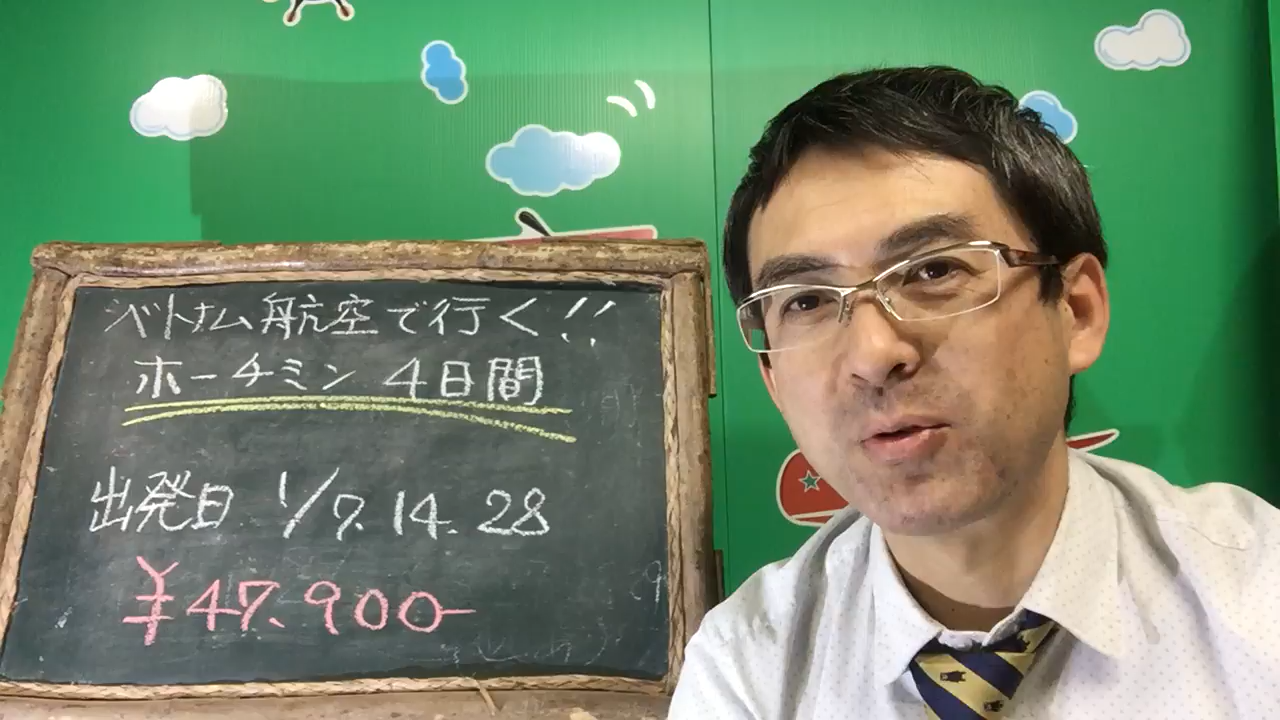 ベトナム航空で行く!!
ホーチミン 4日間
出発日 1/7.14.28
¥47.900-